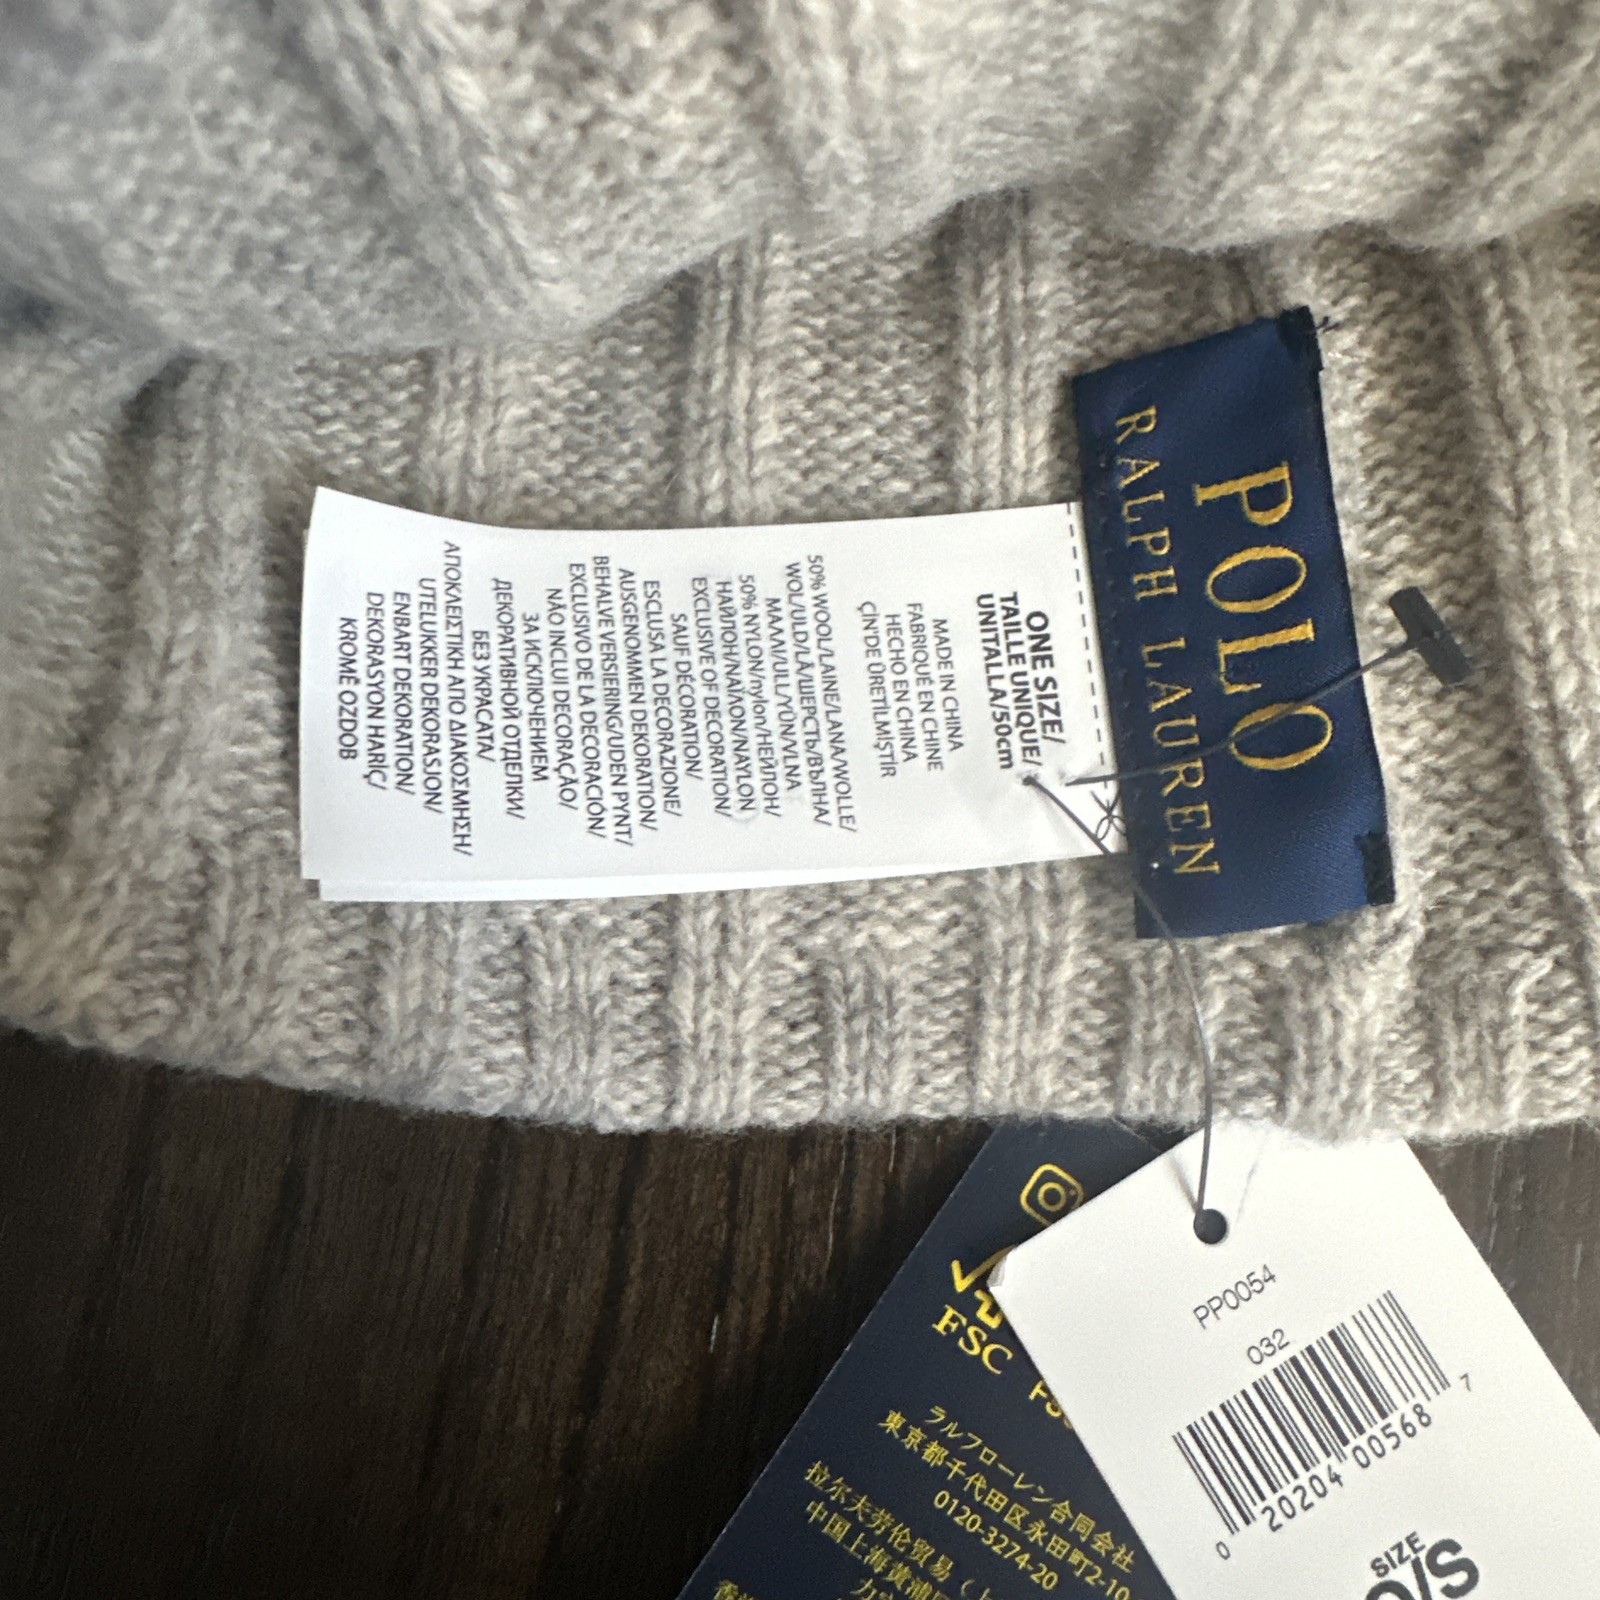 POLO
RALPH LAUREN
ONE SIZE/
TAILLE UNIQUE/
UNITALLA/50cm
MADE IN CHINA
FABRIQUÉ EN CHINE
HECHO EN CHINA
ÇİN'DE ÜRETİLMİŞTİR
50% WOOL/LAINE/LANA/WOLLE/
WOL/ULD/LÃ/ШЕРСТЬ/ВЪЛНА/
ΜΑΛΛΙ/ULL/YÜN/VLNA
50% NYLON/nylon/НЕЙЛОН/
НАЙЛОН/ΝΑΪΛΟΝ/NAYLON
EXCLUSIVE OF DECORATION/
SAUF DÉCORATION/
ESCLUSA LA DECORAZIONE/
AUSGENOMMEN DEKORATION/
BEHALVE VERSIERING/UDEN PYNT/
EXCLUSIVO DE LA DECORACIÓN/
NÃO INCLUI DECORAÇÃO/
ЗА ИСКЛЮЧЕНИЕМ
ДЕКОРАТИВНОЙ ОТДЕЛКИ/
БЕЗ УКРАСАТА/
ΑΠΟΚΛΕΙΣΤΙΚΗ ΑΠΟ ΔΙΑΚΟΣΜΗΣΗ/
UTELUKKER DEKORASJON/
ENBART DEKORATION/
DEKORASYON HARİÇ/
KROMĚ OZDOB
PP0054
032
0 20204 00568 7
SIZE
O/S
FSC
ラルフローレン合同会社
東京都千代田区永田町2-10
0120-3274-20
拉尔夫劳伦贸易（上
中国上海黄浦